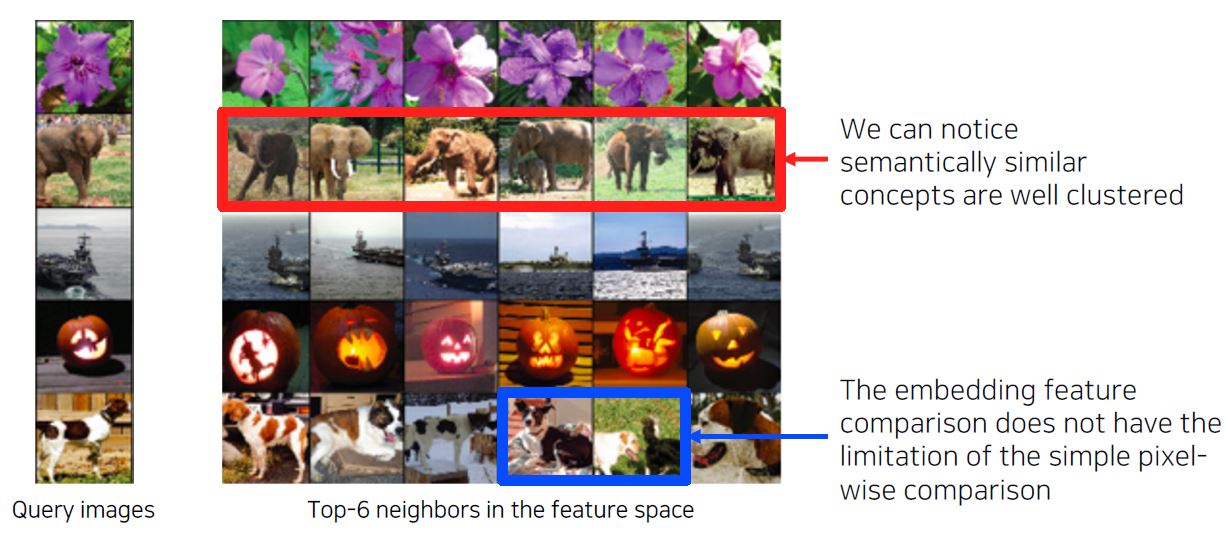 We can notice
semantically similar
concepts are well clustered
The embedding feature
comparison does not have the
limitation of the simple pixel-
wise comparison
Query images
Top-6 neighbors in the feature space